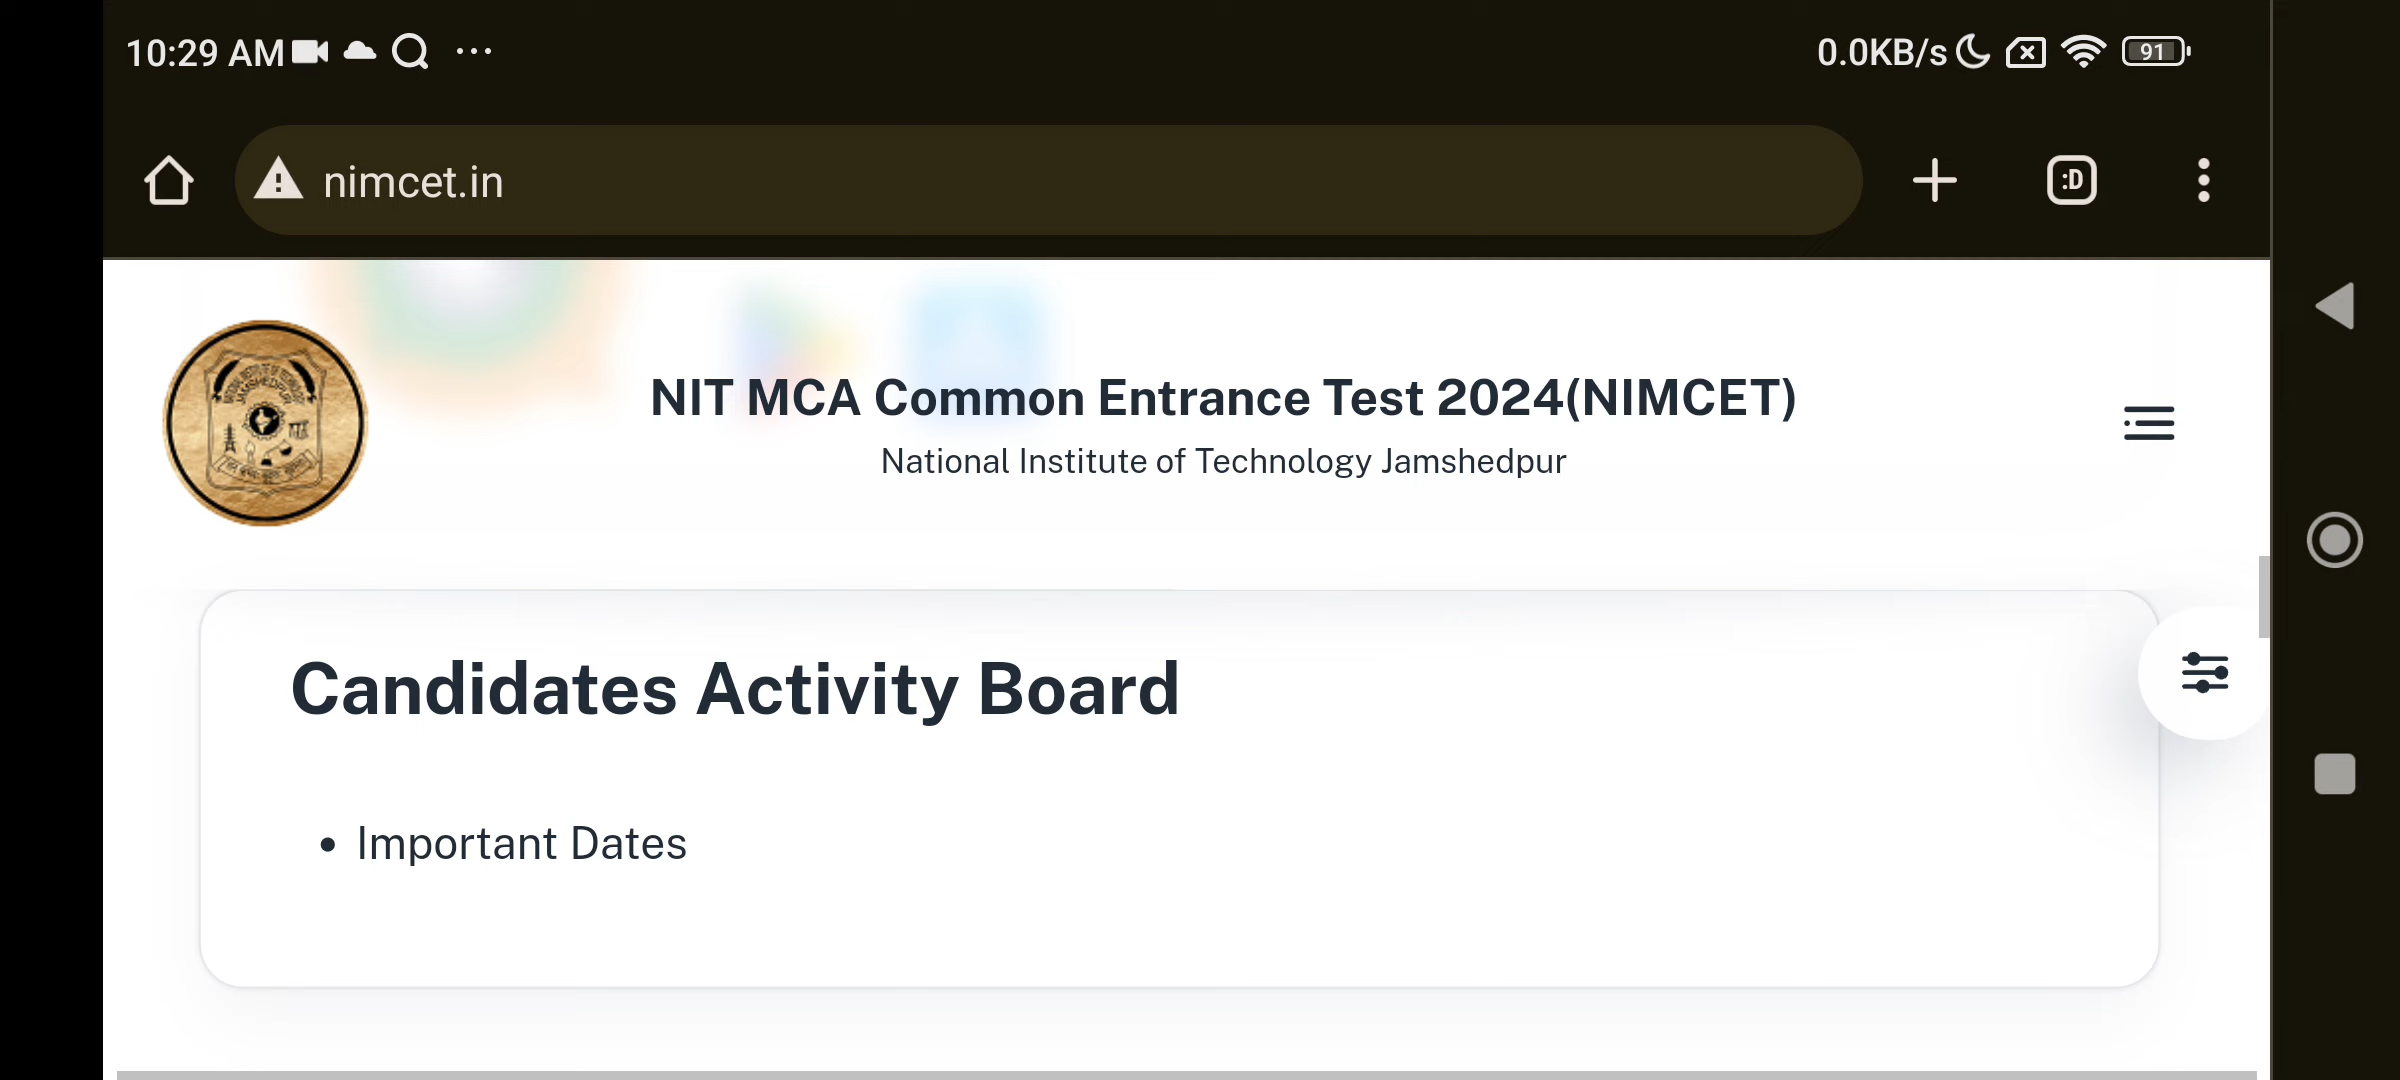 10:29 AM
0.0KB/s
91
nimcet.in
:D
NIT MCA Common Entrance Test 2024(NIMCET)
National Institute of Technology Jamshedpur
Candidates Activity Board
• Important Dates